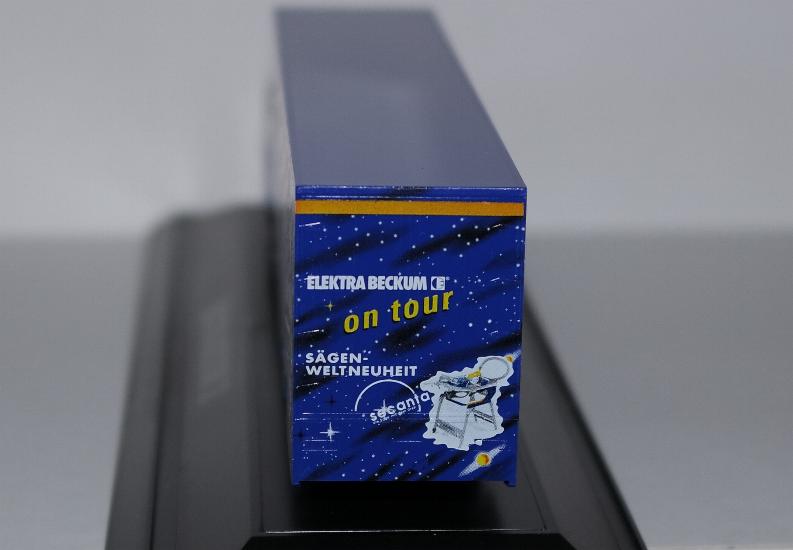 ELEKTRA BECKUM
on tour
SÄGEN-
WELTNEUHEIT
secanta